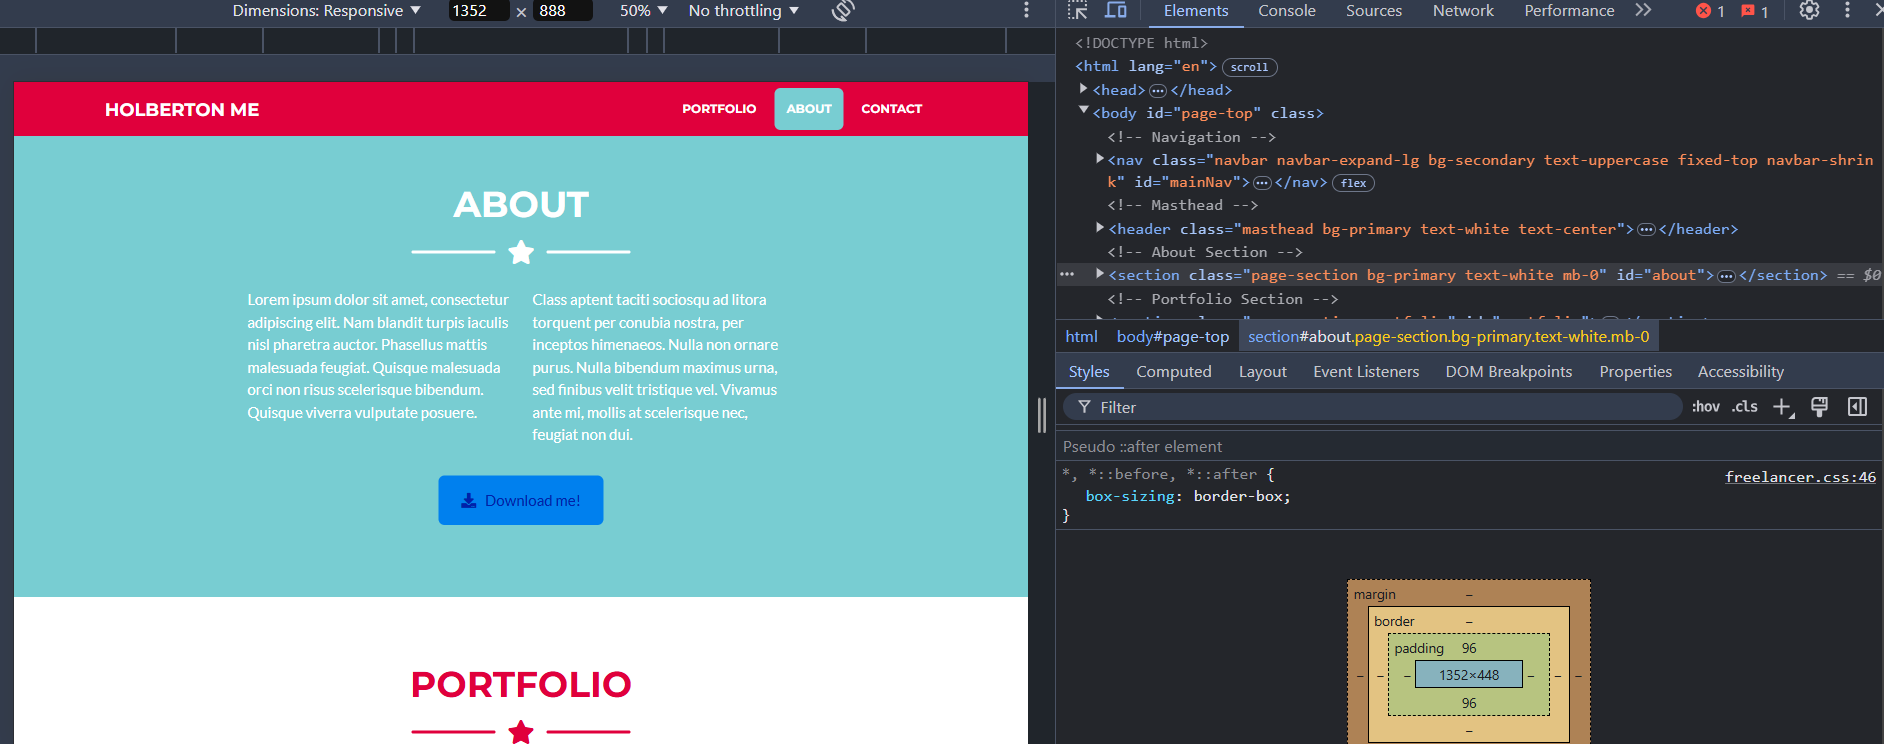 Dimensions: Responsive ▼ 1352 × 888 50% ▼ No throttling ▼
Elements Console Sources Network Performance 1 1
HOLBERTON ME PORTFOLIO ABOUT CONTACT
ABOUT
Lorem ipsum dolor sit amet, consectetur
adipiscing elit. Nam blandit turpis iaculis
nisl pharetra auctor. Phasellus mattis
malesuada feugiat. Quisque malesuada
orci non risus scelerisque bibendum.
Quisque viverra vulputate posuere.
Class aptent taciti sociosqu ad litora
torquent per conubia nostra, per
inceptos himenaeos. Nulla non ornare
purus. Nulla bibendum maximus urna,
sed finibus velit tristique vel. Vivamus
ante mi, mollis at scelerisque nec,
feugiat non dui.
Download me!
PORTFOLIO
<!DOCTYPE html>
<html lang="en"> scroll
<head> ⋯ </head>
<body id="page-top" class>
<!-- Navigation -->
<nav class="navbar navbar-expand-lg bg-secondary text-uppercase fixed-top navbar-shrin
k" id="mainNav"> ⋯ </nav> flex
<!-- Masthead -->
<header class="masthead bg-primary text-white text-center"> ⋯ </header>
<!-- About Section -->
<section class="page-section bg-primary text-white mb-0" id="about"> ⋯ </section> == $0
<!-- Portfolio Section -->
html body#page-top section#about.page-section.bg-primary.text-white.mb-0
Styles Computed Layout Event Listeners DOM Breakpoints Properties Accessibility
Filter :hov .cls
Pseudo ::after element
*, *::before, *::after { freelancer.css:46
box-sizing: border-box;
}
margin –
border –
padding 96
– – – 1352×448 – – –
96
–